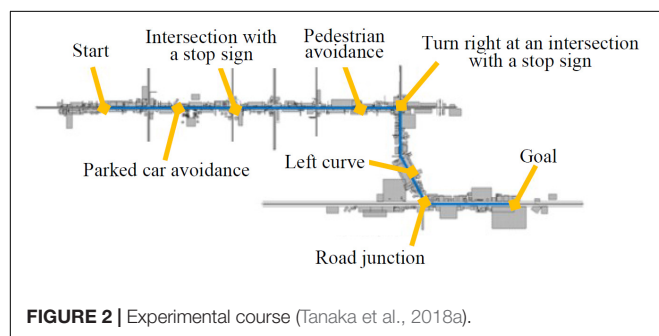 Start
Intersection with
a stop sign
Pedestrian
avoidance
Turn right at an intersection
with a stop sign
Parked car avoidance
Left curve
Goal
Road junction
FIGURE 2 | Experimental course (Tanaka et al., 2018a).